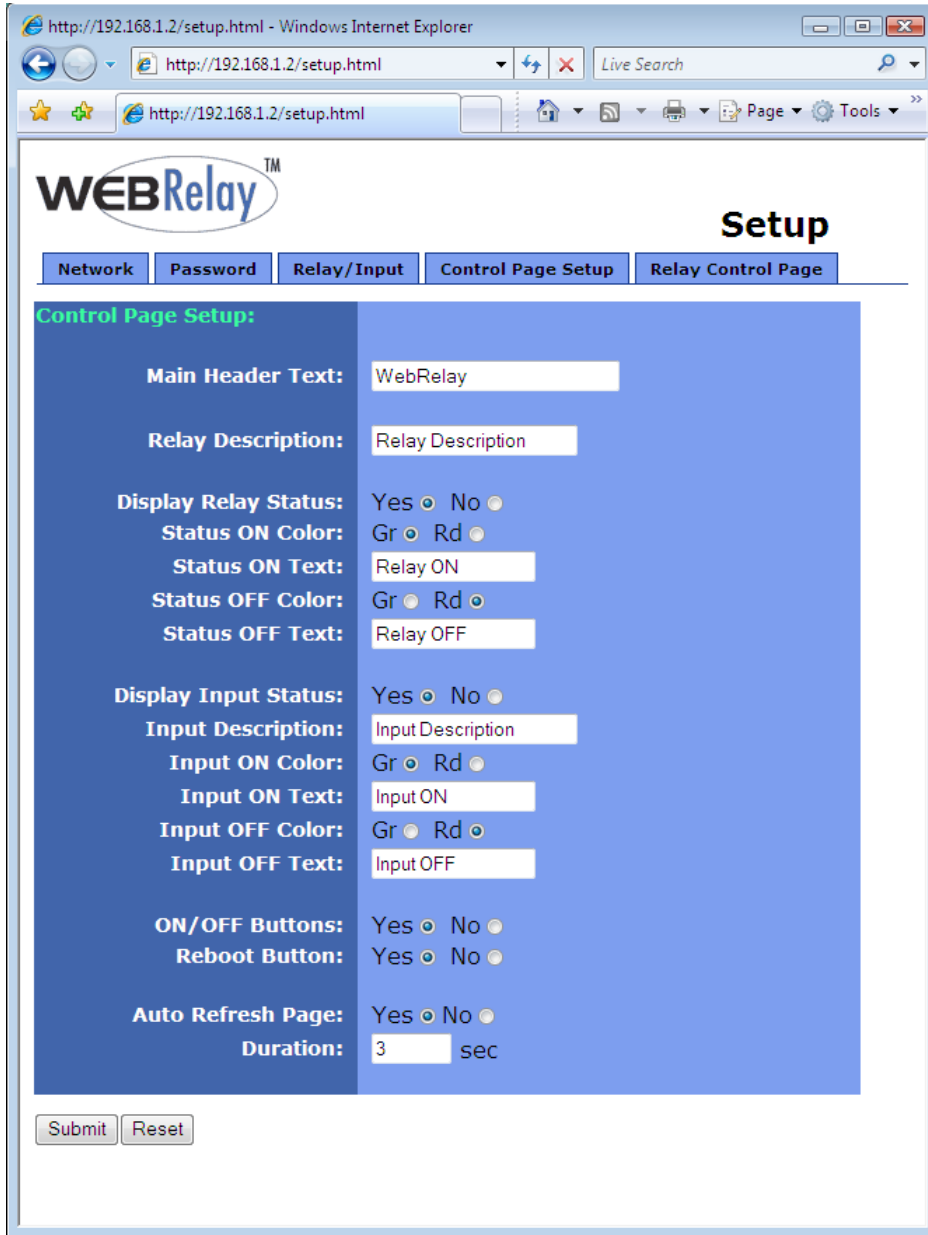 http://192.168.1.2/setup.html - Windows Internet Explorer
http://192.168.1.2/setup.html Live Search
http://192.168.1.2/setup.html Page Tools »
WEBRelay™
Setup
Network Password Relay/Input Control Page Setup Relay Control Page
Control Page Setup:
Main Header Text: WebRelay
Relay Description: Relay Description
Display Relay Status: Yes No
Status ON Color: Gr Rd
Status ON Text: Relay ON
Status OFF Color: Gr Rd
Status OFF Text: Relay OFF
Display Input Status: Yes No
Input Description: Input Description
Input ON Color: Gr Rd
Input ON Text: Input ON
Input OFF Color: Gr Rd
Input OFF Text: Input OFF
ON/OFF Buttons: Yes No
Reboot Button: Yes No
Auto Refresh Page: Yes No
Duration: 3 sec
Submit Reset